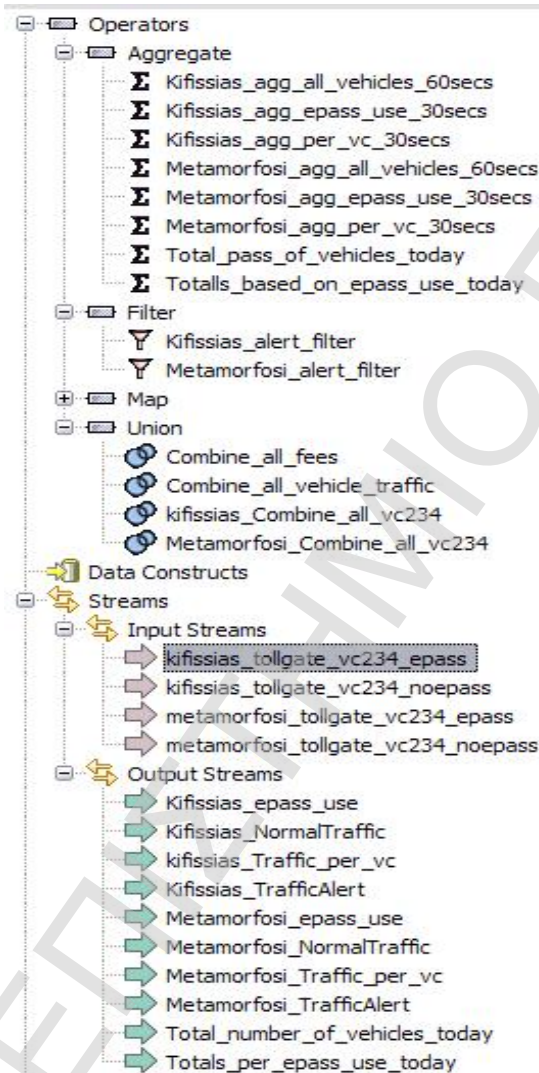 Operators
Aggregate
Kifissias_agg_all_vehicles_60secs
Kifissias_agg_epass_use_30secs
Kifissias_agg_per_vc_30secs
Metamorfosi_agg_all_vehicles_60secs
Metamorfosi_agg_epass_use_30secs
Metamorfosi_agg_per_vc_30secs
Total_pass_of_vehicles_today
Totalls_based_on_epass_use_today
Filter
Kifissias_alert_filter
Metamorfosi_alert_filter
Map
Union
Combine_all_fees
Combine_all_vehicle_traffic
kifissias_Combine_all_vc234
Metamorfosi_Combine_all_vc234
Data Constructs
Streams
Input Streams
kifissias_tollgate_vc234_epass
kifissias_tollgate_vc234_noepass
metamorfosi_tollgate_vc234_epass
metamorfosi_tollgate_vc234_noepass
Output Streams
Kifissias_epass_use
Kifissias_NormalTraffic
kifissias_Traffic_per_vc
Kifissias_TrafficAlert
Metamorfosi_epass_use
Metamorfosi_NormalTraffic
Metamorfosi_Traffic_per_vc
Metamorfosi_TrafficAlert
Total_number_of_vehicles_today
Totals_per_epass_use_today